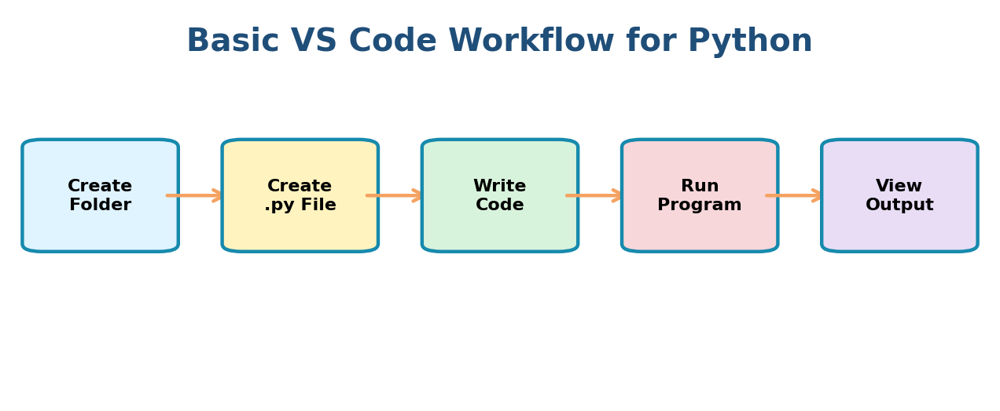 Basic VS Code Workflow for Python
Create
Folder
Create
.py File
Write
Code
Run
Program
View
Output